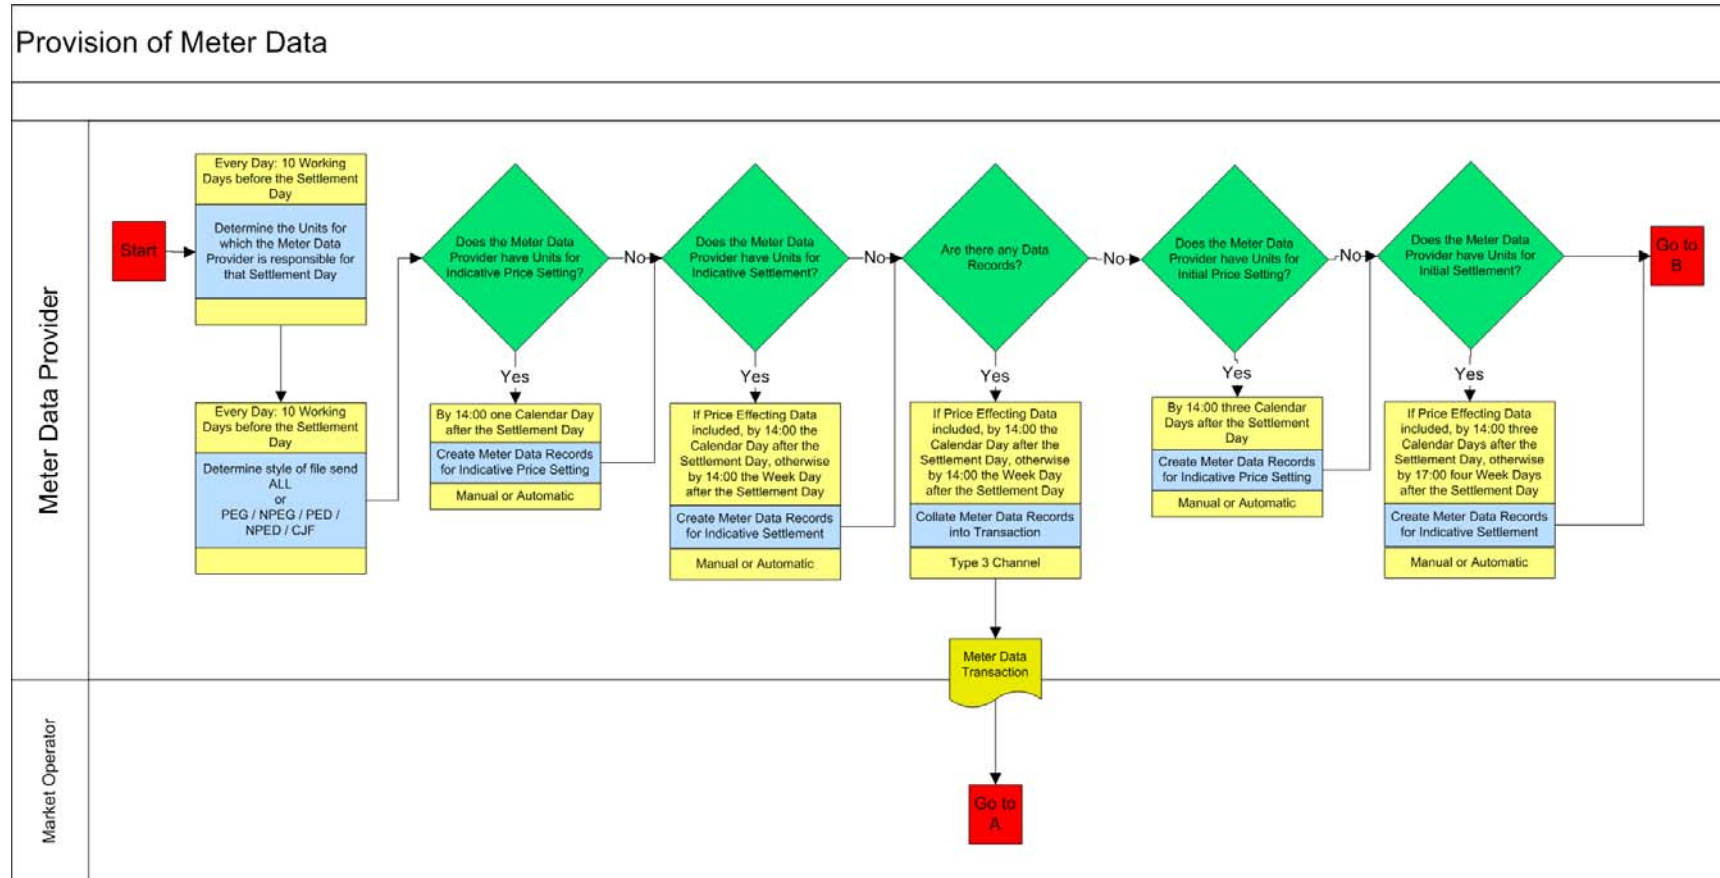 Provision of Meter Data
Meter Data Provider
Start
Every Day: 10 Working
Days before the Settlement
Day
Determine the Units for
which the Meter Data
Provider is responsible for
that Settlement Day
Every Day: 10 Working
Days before the Settlement
Day
Determine style of file send
ALL
or
PEG / NPEG / PED /
NPED / CJF
Does the Meter Data
Provider have Units for
Indicative Price Setting?
No
Yes
By 14:00 one Calendar Day
after the Settlement Day
Create Meter Data Records
for Indicative Price Setting
Manual or Automatic
Does the Meter Data
Provider have Units for
Indicative Settlement?
No
Yes
If Price Effecting Data
included, by 14:00 the
Calendar Day after the
Settlement Day, otherwise
by 14:00 the Week Day
after the Settlement Day
Create Meter Data Records
for Indicative Settlement
Manual or Automatic
Are there any Data
Records?
No
Yes
If Price Effecting Data
included, by 14:00 the
Calendar Day after the
Settlement Day, otherwise
by 14:00 the Week Day
after the Settlement Day
Collate Meter Data Records
into Transaction
Type 3 Channel
Meter Data
Transaction
Does the Meter Data
Provider have Units for
Initial Price Setting?
No
Yes
By 14:00 three Calendar
Days after the Settlement
Day
Create Meter Data Records
for Indicative Price Setting
Manual or Automatic
Does the Meter Data
Provider have Units for
Initial Settlement?
Yes
If Price Effecting Data
included, by 14:00 three
Calendar Days after the
Settlement Day, otherwise
by 17:00 four Week Days
after the Settlement Day
Create Meter Data Records
for Indicative Settlement
Manual or Automatic
Go to
B
Market Operator
Go to
A